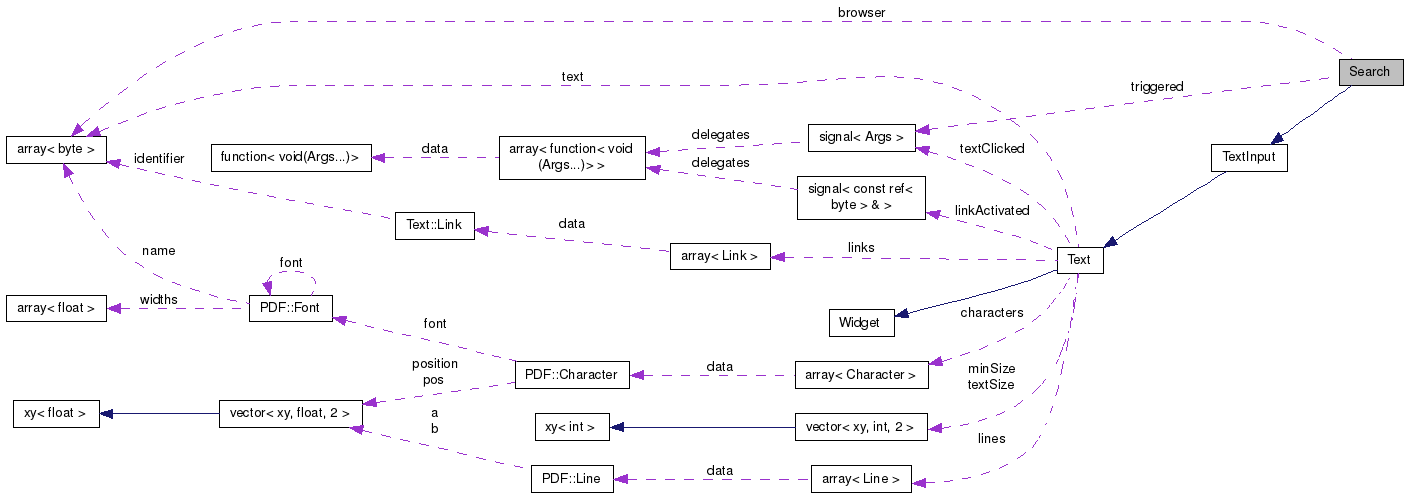 browser
Search
text
triggered
array< byte >
identifier
function< void(Args...)>
data
array< function< void
(Args...)> >
delegates
delegates
signal< Args >
textClicked
TextInput
signal< const ref<
byte > & >
linkActivated
Text::Link
data
array< Link >
links
Text
name
font
array< float >
widths
PDF::Font
font
Widget
characters
position
pos
PDF::Character
data
array< Character >
minSize
textSize
xy< float >
vector< xy, float, 2 >
a
b
xy< int >
vector< xy, int, 2 >
lines
PDF::Line
data
array< Line >